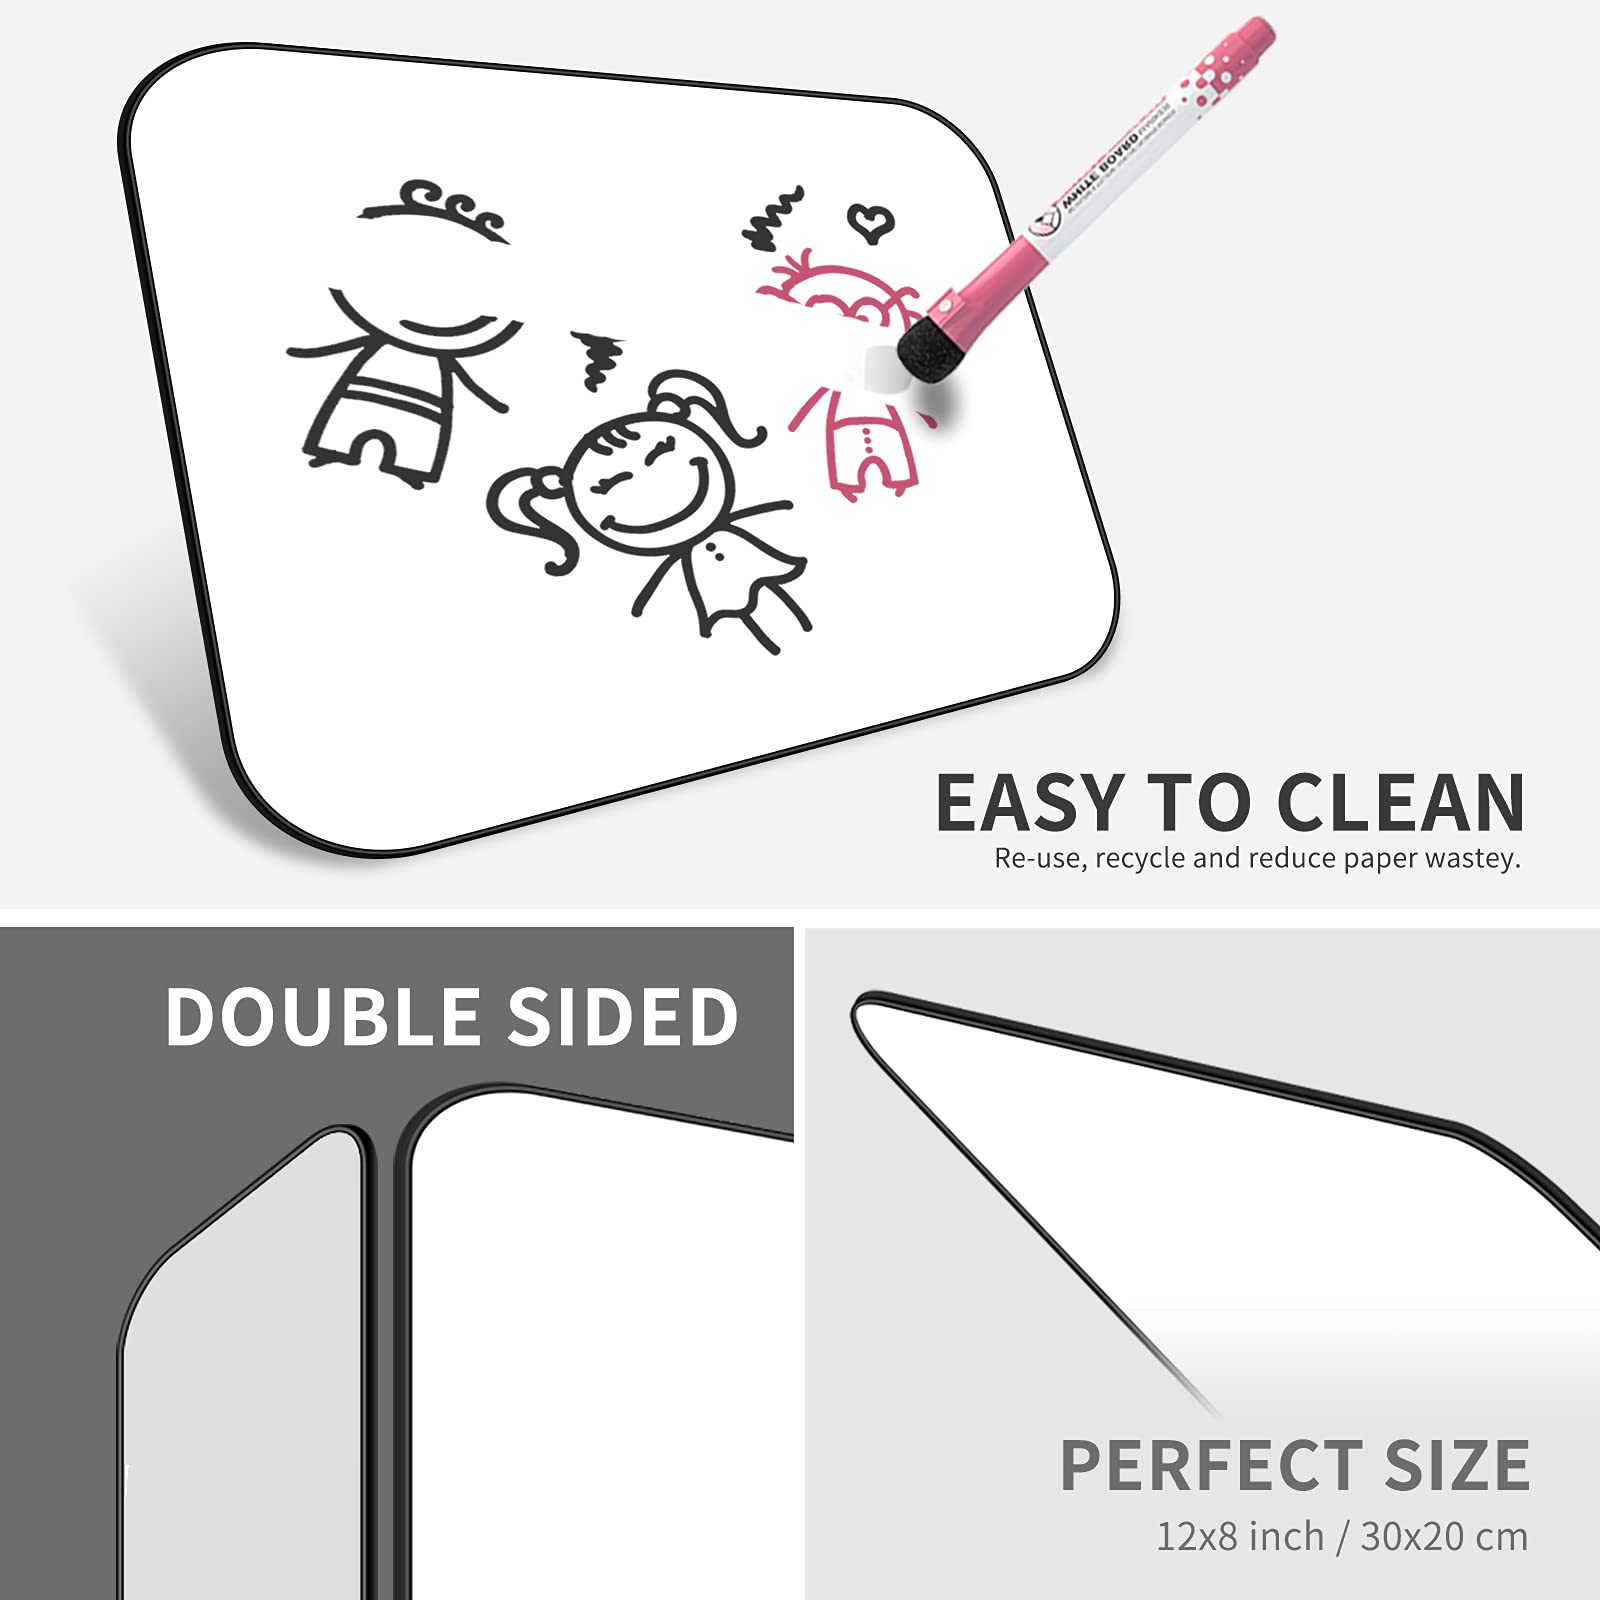 WHITE BOARD
EASY TO CLEAN
Re-use, recycle and reduce paper wastey.
DOUBLE SIDED
PERFECT SIZE
12x8 inch / 30x20 cm